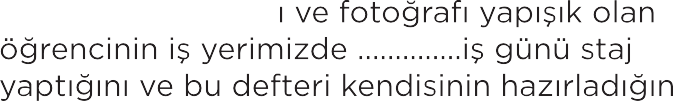 ı ve fotoğrafı yapışık olan
öğrencinin iş yerimizde ..............iş günü staj
yaptığını ve bu defteri kendisinin hazırladığın